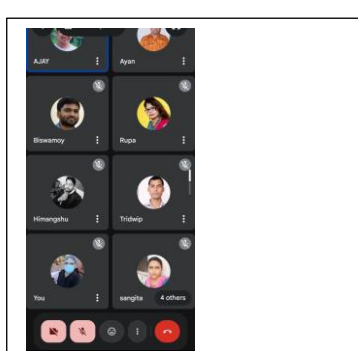 AJAY Ayan
Biswamoy Rupa
Himangshu Tridwip
You sangita 4 others